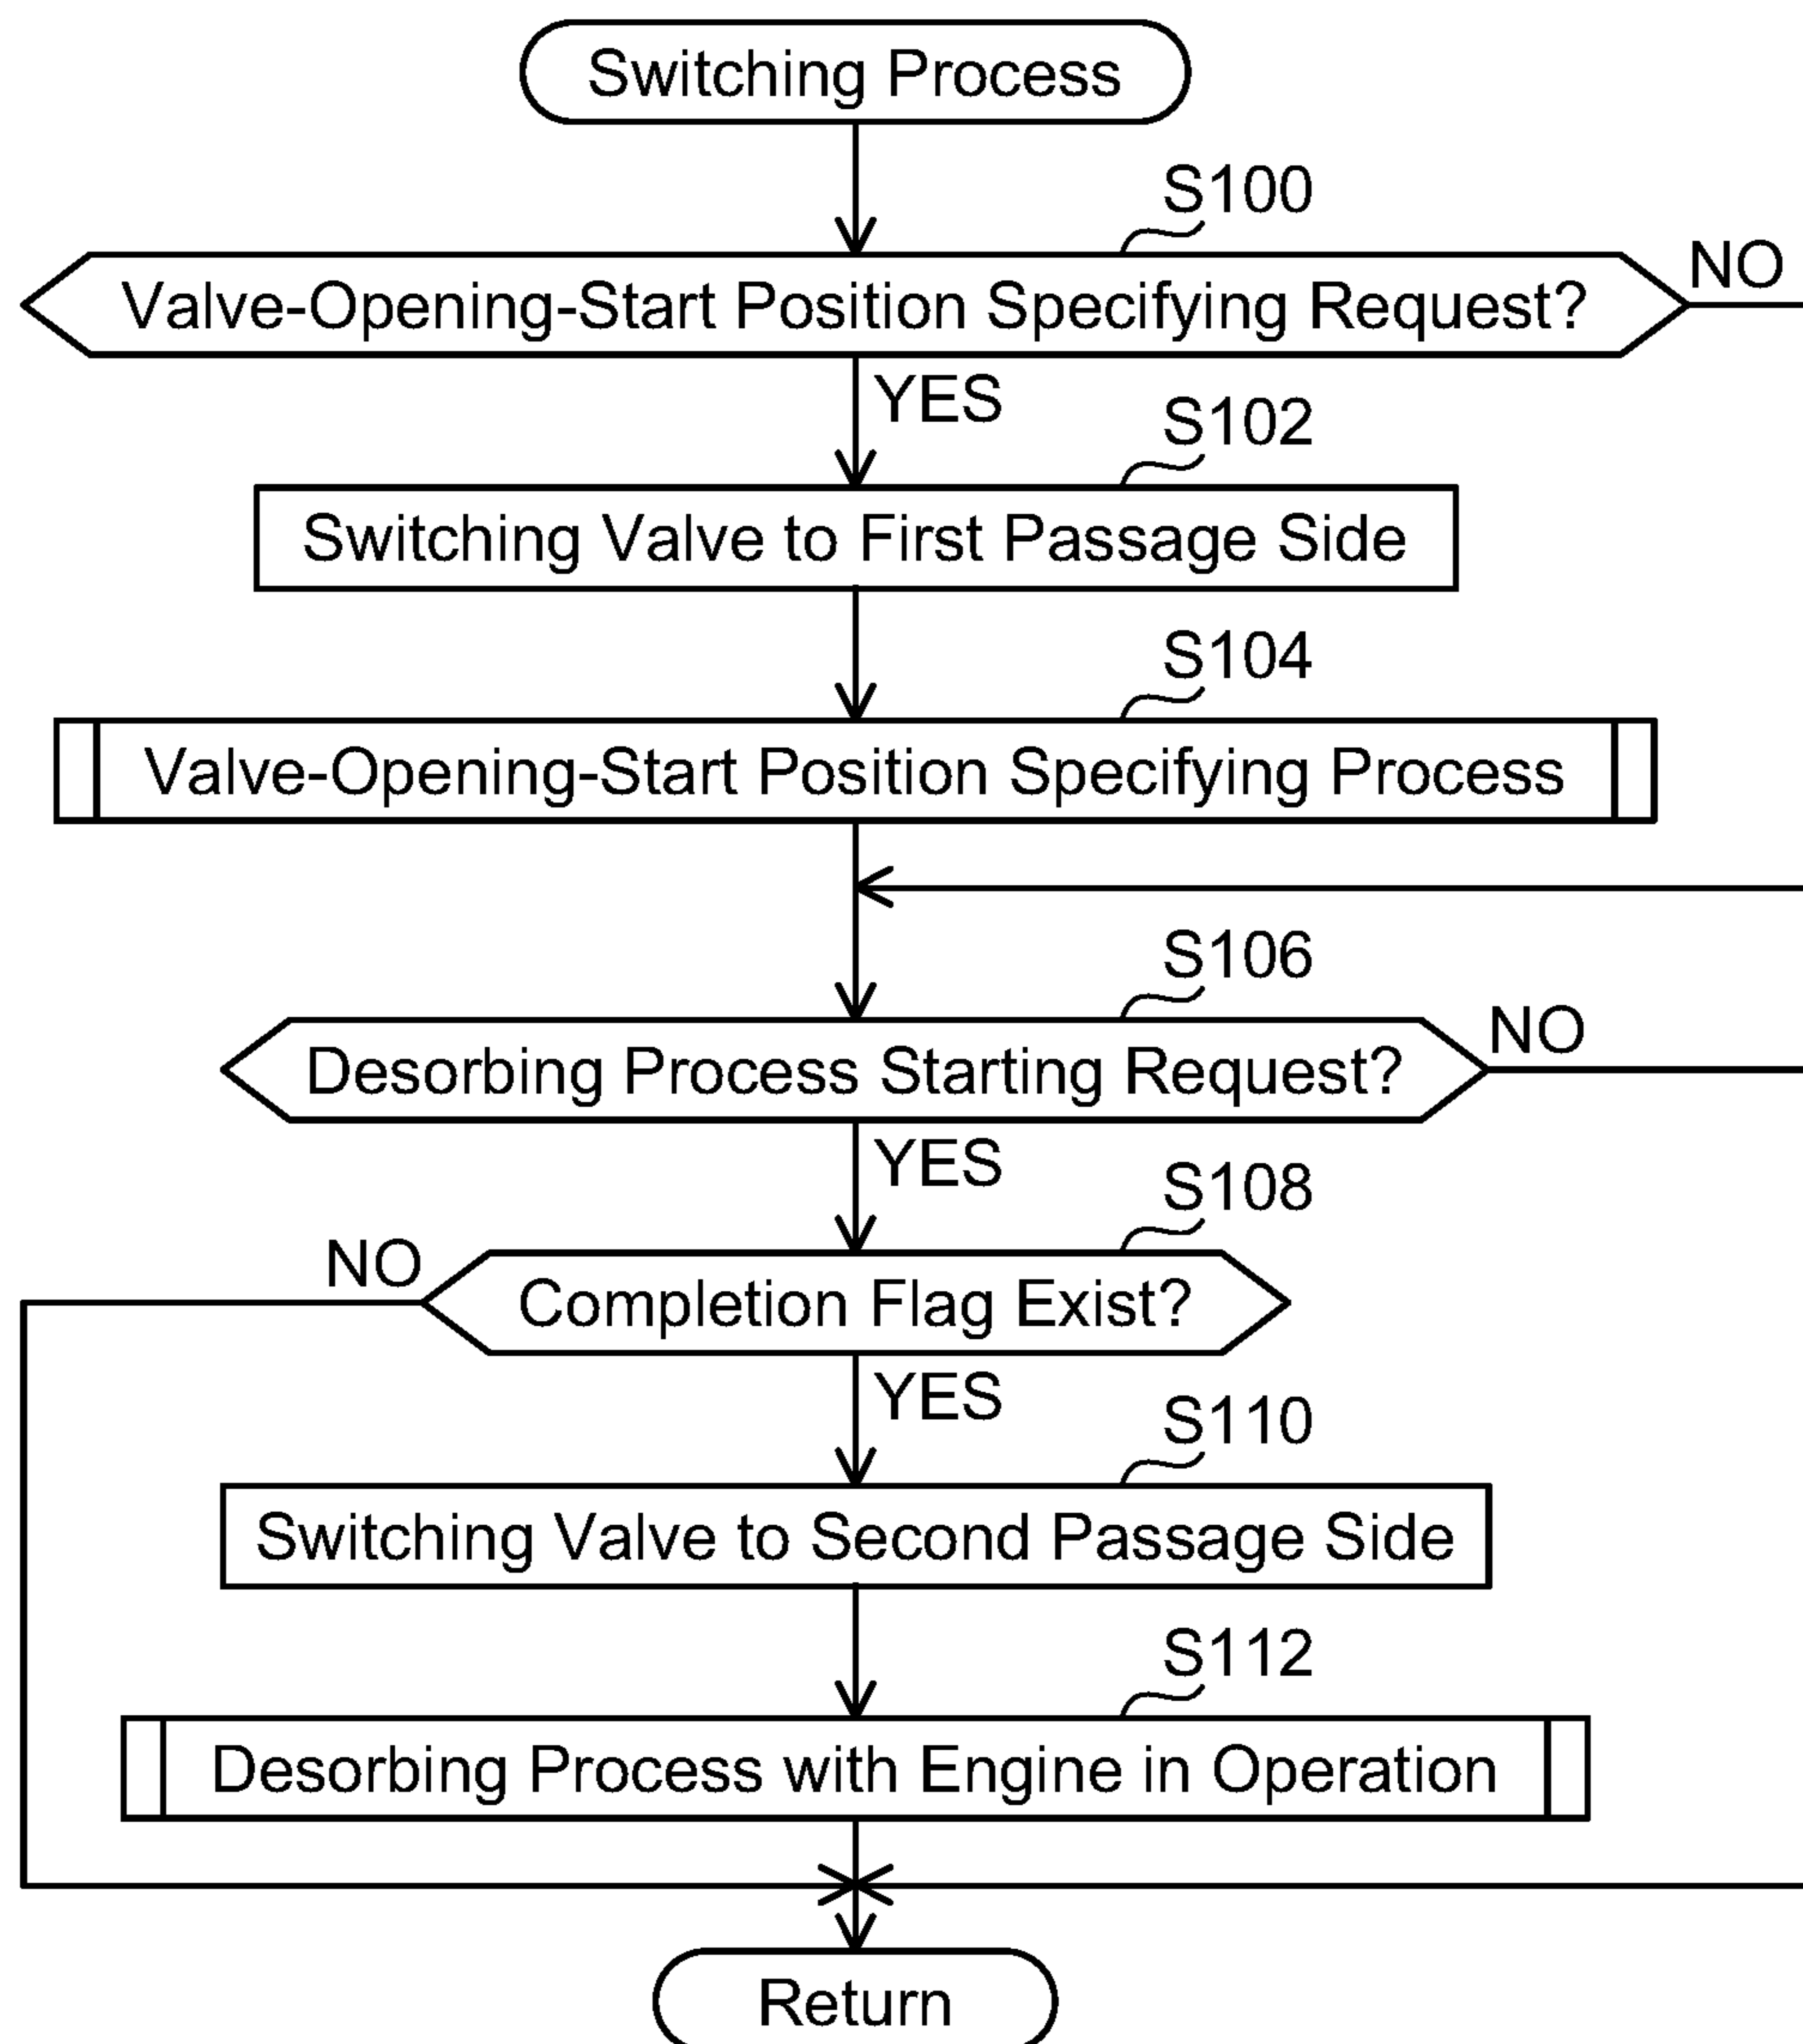 Switching Process
S100
Valve-Opening-Start Position Specifying Request?
NO
YES
S102
Switching Valve to First Passage Side
S104
Valve-Opening-Start Position Specifying Process
S106
Desorbing Process Starting Request?
NO
YES
S108
NO
Completion Flag Exist?
YES
S110
Switching Valve to Second Passage Side
S112
Desorbing Process with Engine in Operation
Return